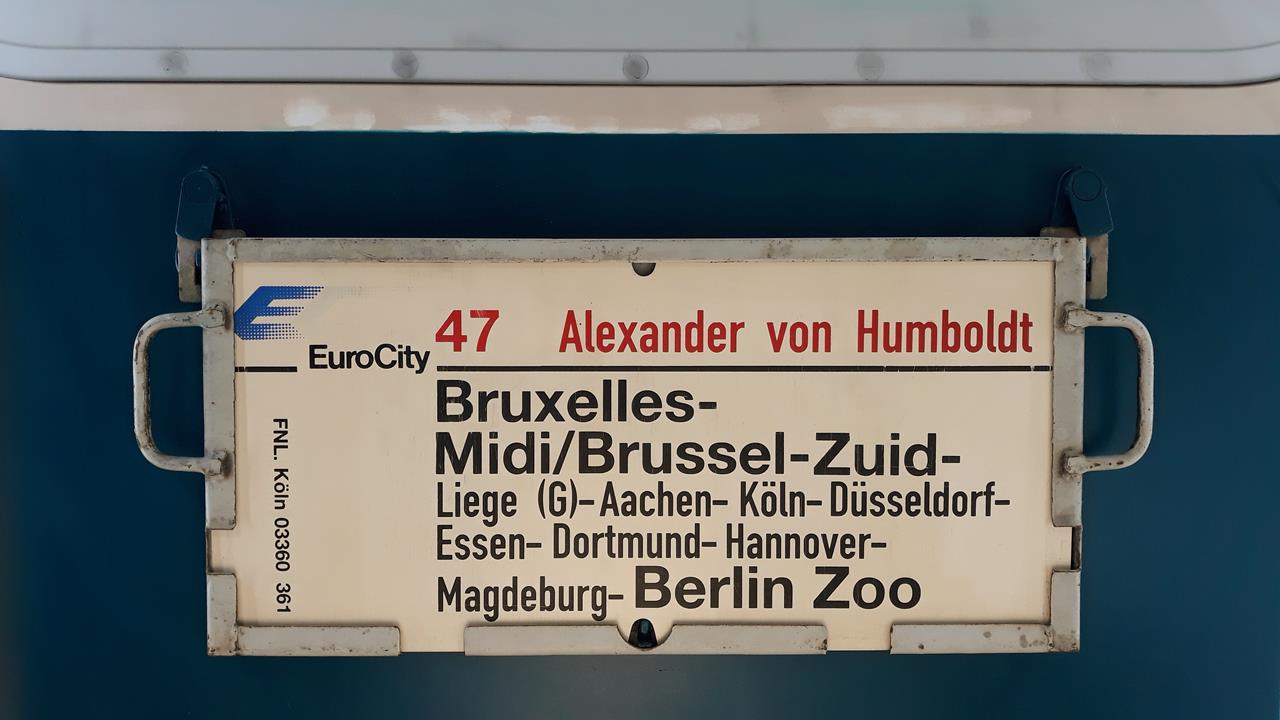 47 Alexander von Humboldt
EuroCity
Bruxelles-
Midi/Brussel-Zuid-
Liege (G)- Aachen- Köln- Düsseldorf-
Essen- Dortmund- Hannover-
Magdeburg- Berlin Zoo
FNL. Köln 03360 361